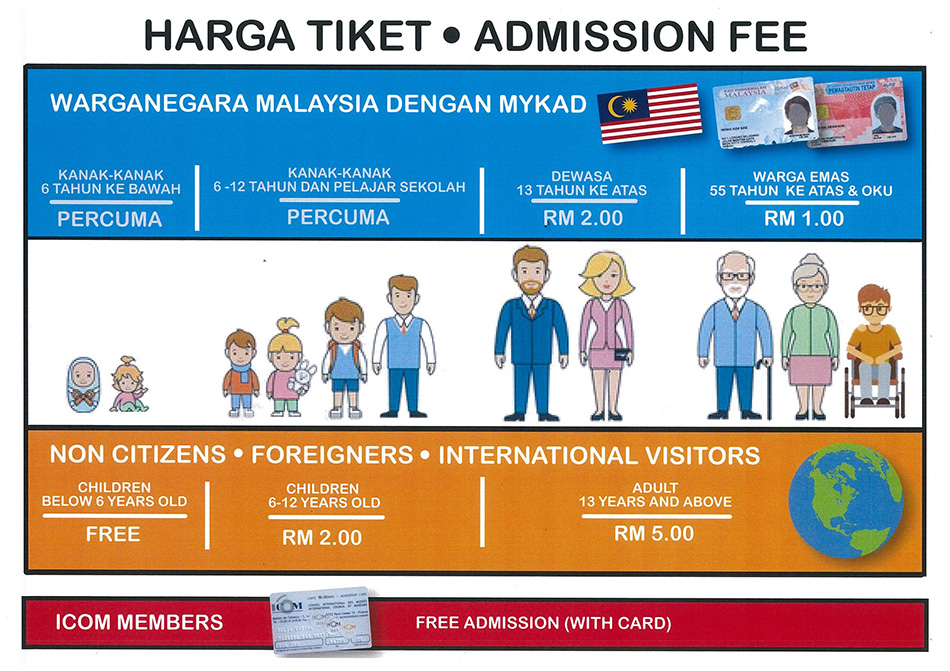 HARGA TIKET • ADMISSION FEE
WARGANEGARA MALAYSIA DENGAN MYKAD
MALAYSIA
PEMASTAUTIN TETAP
KANAK-KANAK
6 TAHUN KE BAWAH
PERCUMA
KANAK-KANAK
6 -12 TAHUN DAN PELAJAR SEKOLAH
PERCUMA
DEWASA
13 TAHUN KE ATAS
RM 2.00
WARGA EMAS
55 TAHUN KE ATAS & OKU
RM 1.00
NON CITIZENS • FOREIGNERS • INTERNATIONAL VISITORS
CHILDREN
BELOW 6 YEARS OLD
FREE
CHILDREN
6-12 YEARS OLD
RM 2.00
ADULT
13 YEARS AND ABOVE
RM 5.00
ICOM MEMBERS
ICOM
FREE ADMISSION (WITH CARD)